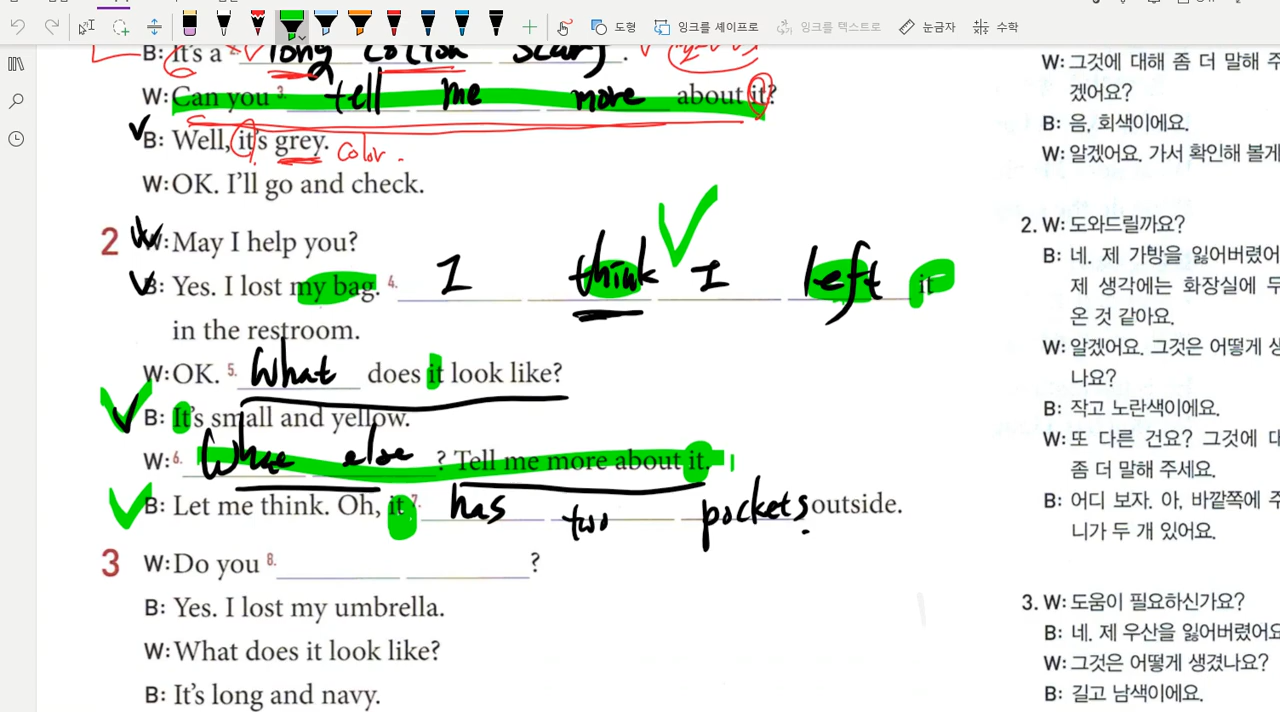 도형
잉크를 셰이프로
잉크를 텍스트로
눈금자
수학
B: It's a 2. long cotton scarf.
W: Can you 3. tell me more about it?
B: Well, it's grey. color.
W: OK. I'll go and check.
2 W: May I help you?
B: Yes. I lost my bag. 4. I think I left it
in the restroom.
W: OK. 5. What does it look like?
B: It's small and yellow.
W: 6. What else? Tell me more about it.
B: Let me think. Oh, it 7. has two pockets outside.
3 W: Do you 8. ?
B: Yes. I lost my umbrella.
W: What does it look like?
B: It's long and navy.
W: 그것에 대해 좀 더 말해 주
겠어요?
B: 음, 회색이에요.
W: 알겠어요. 가서 확인해 볼게
2. W: 도와드릴까요?
B: 네. 제 가방을 잃어버렸어
제 생각에는 화장실에 두
온 것 같아요.
W: 알겠어요. 그것은 어떻게 생
나요?
B: 작고 노란색이에요.
W: 또 다른 건요? 그것에 대
좀 더 말해 주세요.
B: 어디 보자. 아, 바깥쪽에 주
니가 두 개 있어요.
3. W: 도움이 필요하신가요?
B: 네. 제 우산을 잃어버렸어요
W: 그것은 어떻게 생겼나요?
B: 길고 남색이에요.